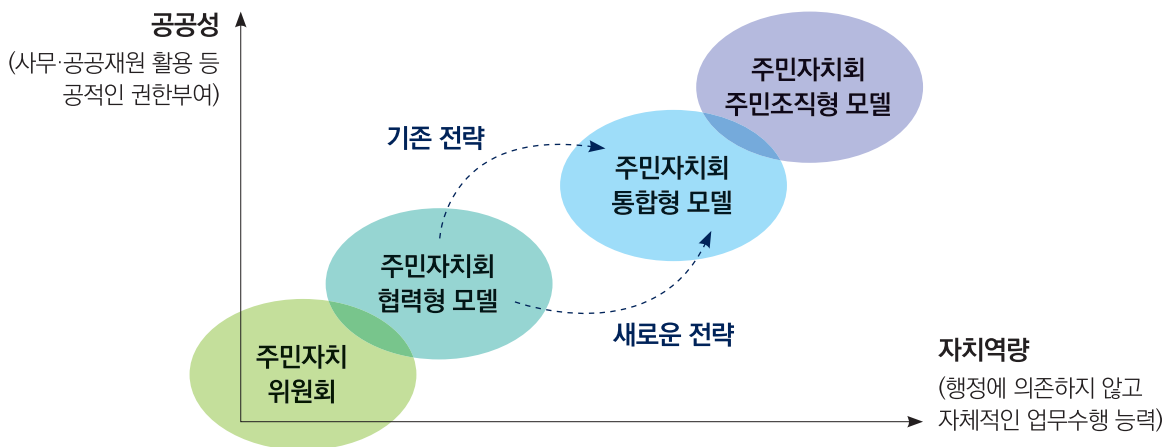 공공성
(사무·공공재원 활용 등
공적인 권한부여)
주민자치회
주민조직형 모델
기존 전략
주민자치회
통합형 모델
주민자치회
협력형 모델
새로운 전략
주민자치
위원회
자치역량
(행정에 의존하지 않고
자체적인 업무수행 능력)